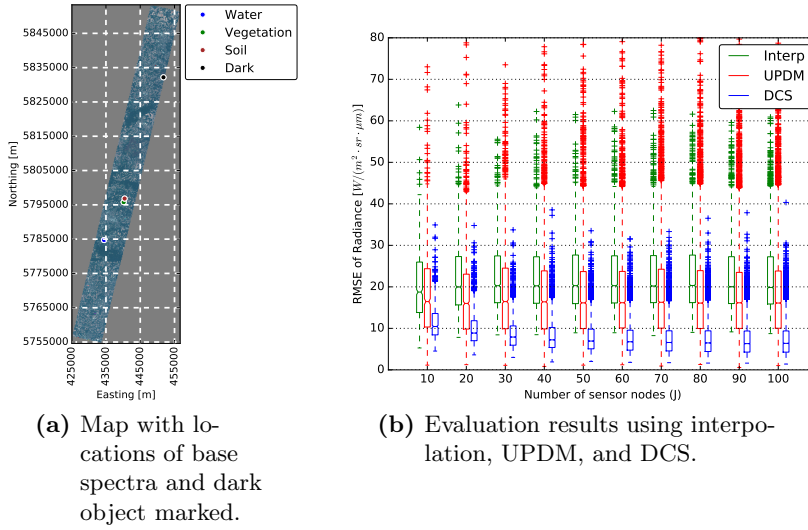 5845000
5835000
5825000
5815000
5805000
5795000
5785000
5775000
5765000
5755000
Northing [m]
425000
435000
445000
455000
Easting [m]
Water
Vegetation
Soil
Dark
(a) Map with lo-
cations of base
spectra and dark
object marked.
80
70
60
50
40
30
20
10
0
RMSE of Radiance [W/(m² · sr · μm)]
10 20 30 40 50 60 70 80 90 100
Number of sensor nodes (J)
Interp
UPDM
DCS
(b) Evaluation results using interpo-
lation, UPDM, and DCS.